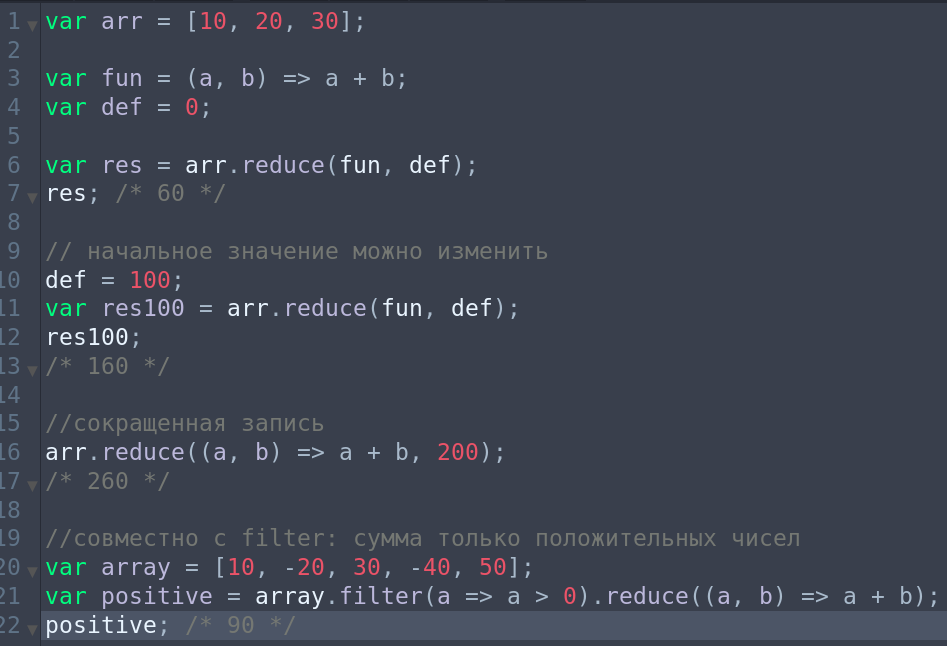 1 var arr = [10, 20, 30];
2
3 var fun = (a, b) => a + b;
4 var def = 0;
5
6 var res = arr.reduce(fun, def);
7 res; /* 60 */
8
9 // начальное значение можно изменить
10 def = 100;
11 var res100 = arr.reduce(fun, def);
12 res100;
13 /* 160 */
14
15 //сокращенная запись
16 arr.reduce((a, b) => a + b, 200);
17 /* 260 */
18
19 //совместно с filter: сумма только положительных чисел
20 var array = [10, -20, 30, -40, 50];
21 var positive = array.filter(a => a > 0).reduce((a, b) => a + b);
22 positive; /* 90 */